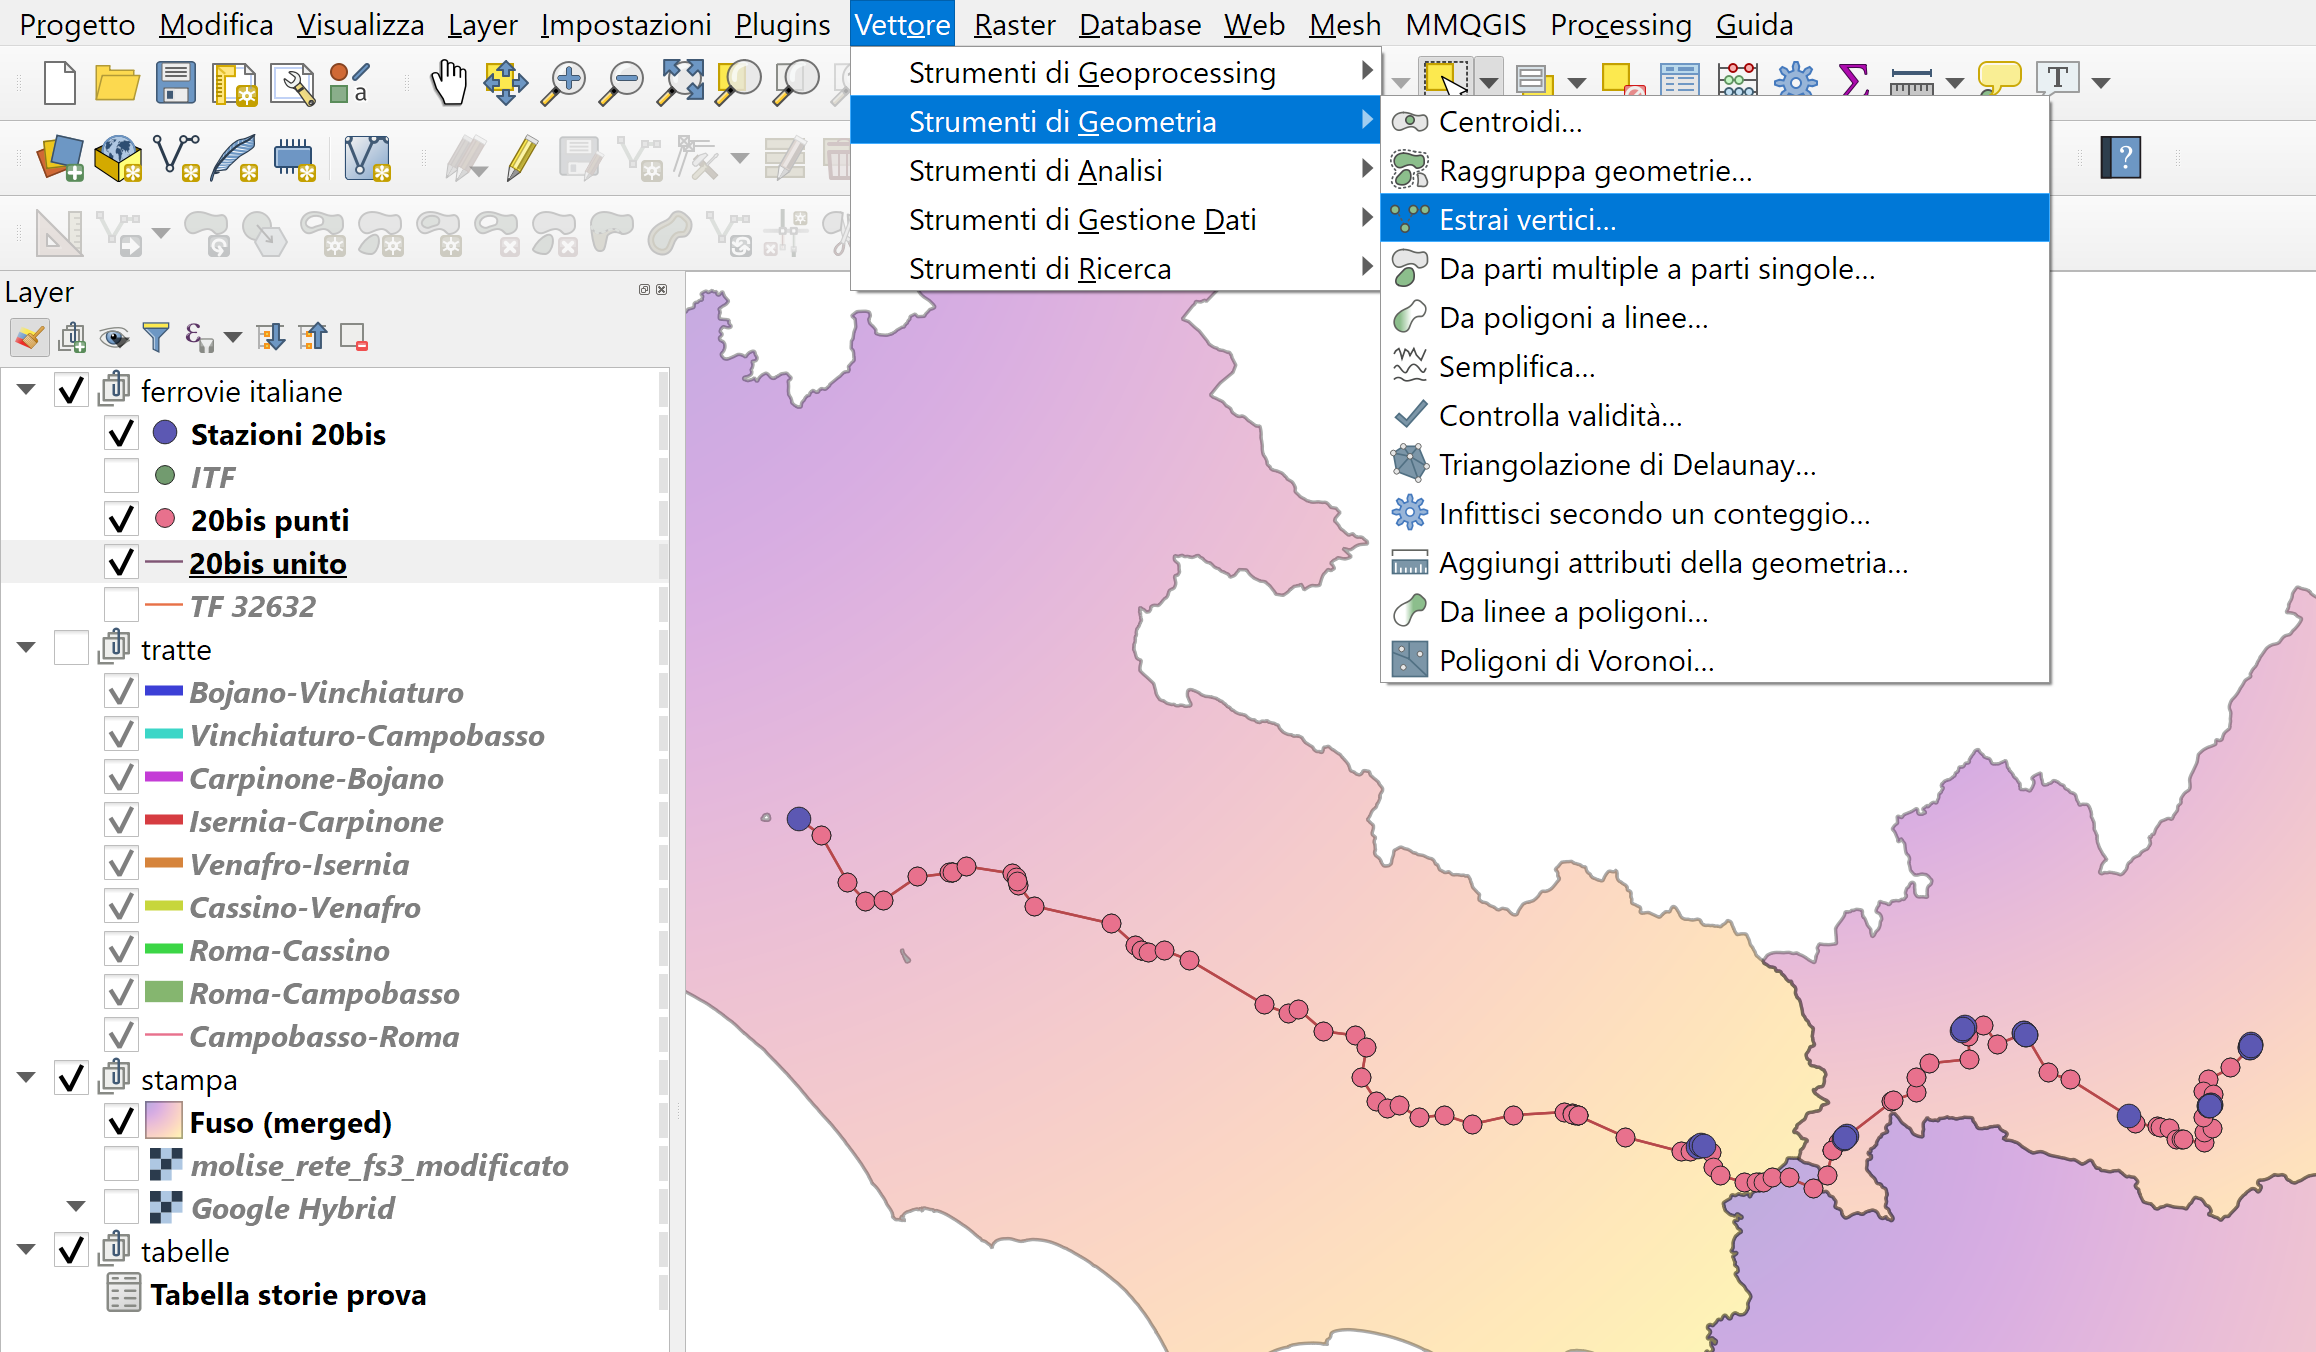 Progetto Modifica Visualizza Layer Impostazioni Plugins Vettore Raster Database Web Mesh MMQGIS Processing Guida
Strumenti di Geoprocessing
Strumenti di Geometria
Strumenti di Analisi
Strumenti di Gestione Dati
Strumenti di Ricerca
Centroidi...
Raggruppa geometrie...
Estrai vertici...
Da parti multiple a parti singole...
Da poligoni a linee...
Semplifica...
Controlla validità...
Triangolazione di Delaunay...
Infittisci secondo un conteggio...
Aggiungi attributi della geometria...
Da linee a poligoni...
Poligoni di Voronoi...
Layer
ferrovie italiane
Stazioni 20bis
ITF
20bis punti
20bis unito
TF 32632
tratte
Bojano-Vinchiaturo
Vinchiaturo-Campobasso
Carpinone-Bojano
Isernia-Carpinone
Venafro-Isernia
Cassino-Venafro
Roma-Cassino
Roma-Campobasso
Campobasso-Roma
stampa
Fuso (merged)
molise_rete_fs3_modificato
Google Hybrid
tabelle
Tabella storie prova